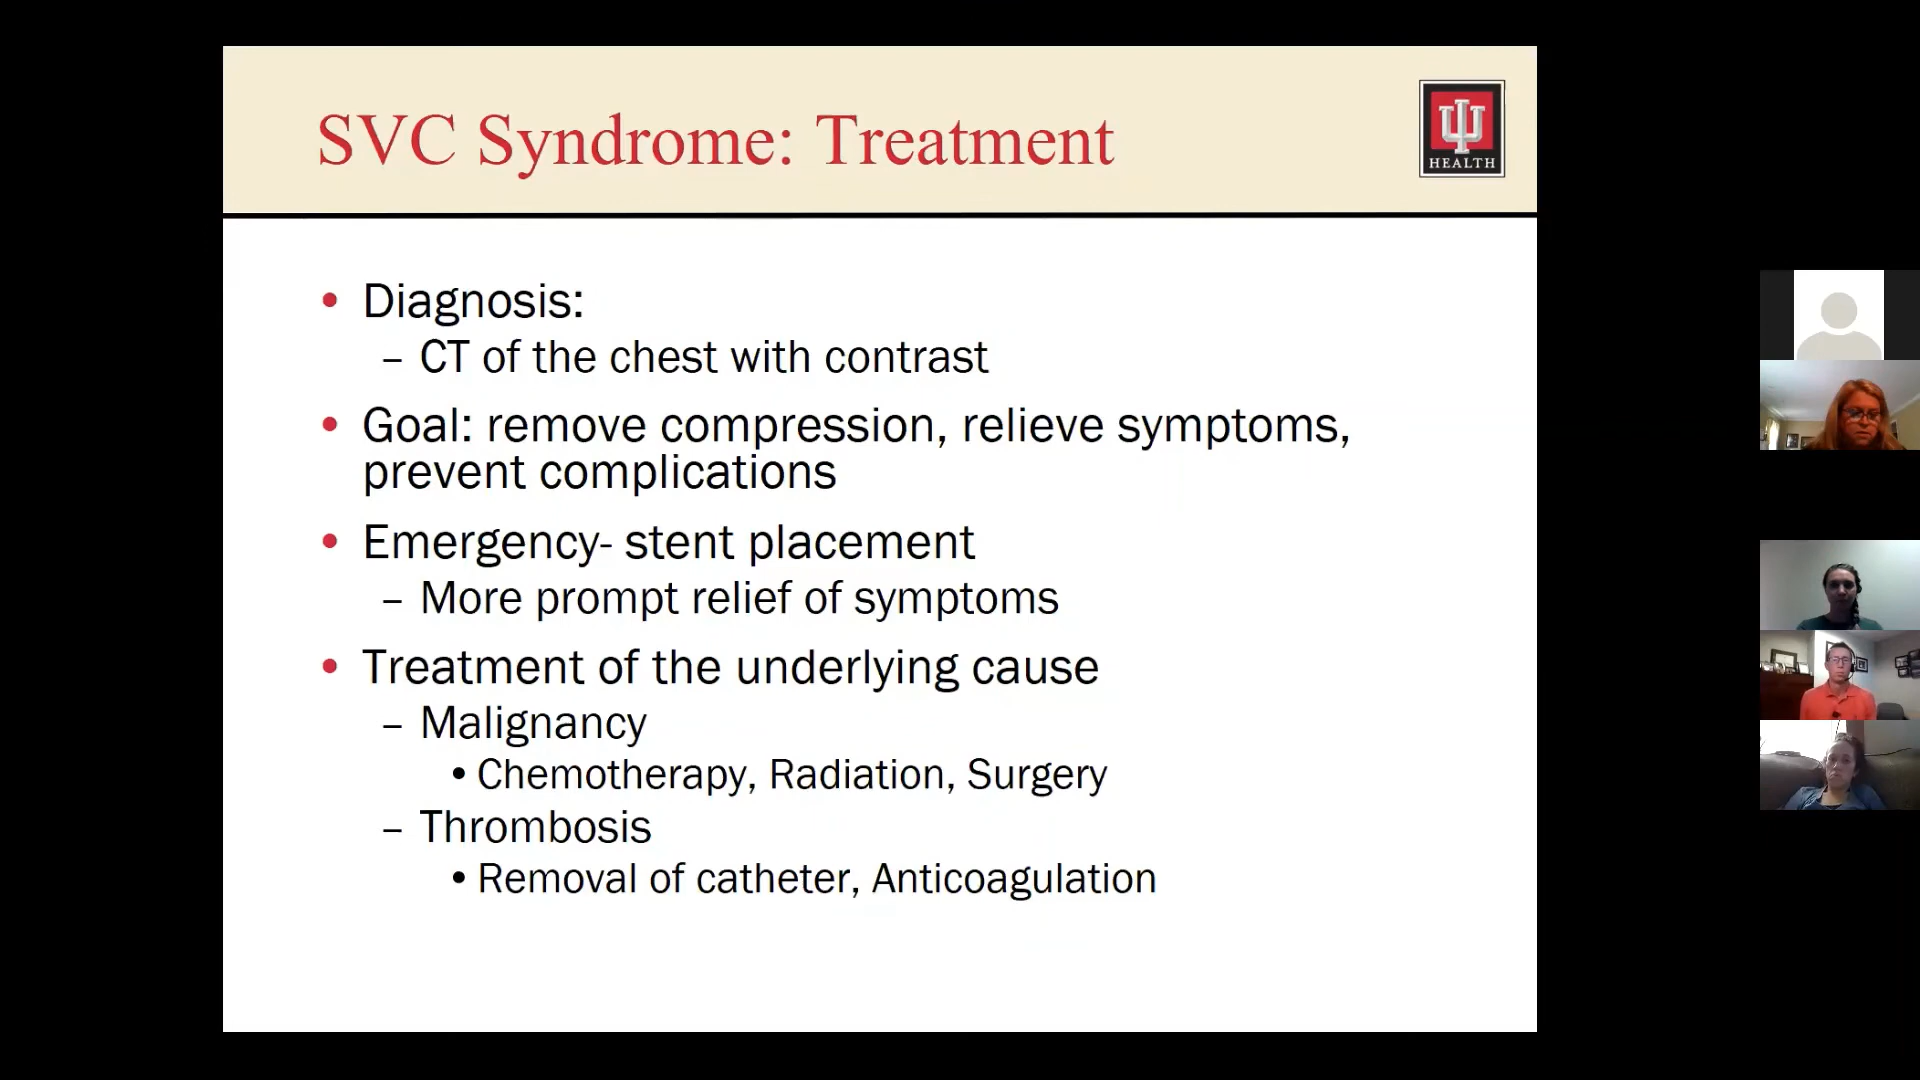 SVC Syndrome: Treatment
HEALTH
• Diagnosis:
– CT of the chest with contrast
• Goal: remove compression, relieve symptoms,
prevent complications
• Emergency- stent placement
– More prompt relief of symptoms
• Treatment of the underlying cause
– Malignancy
• Chemotherapy, Radiation, Surgery
– Thrombosis
• Removal of catheter, Anticoagulation